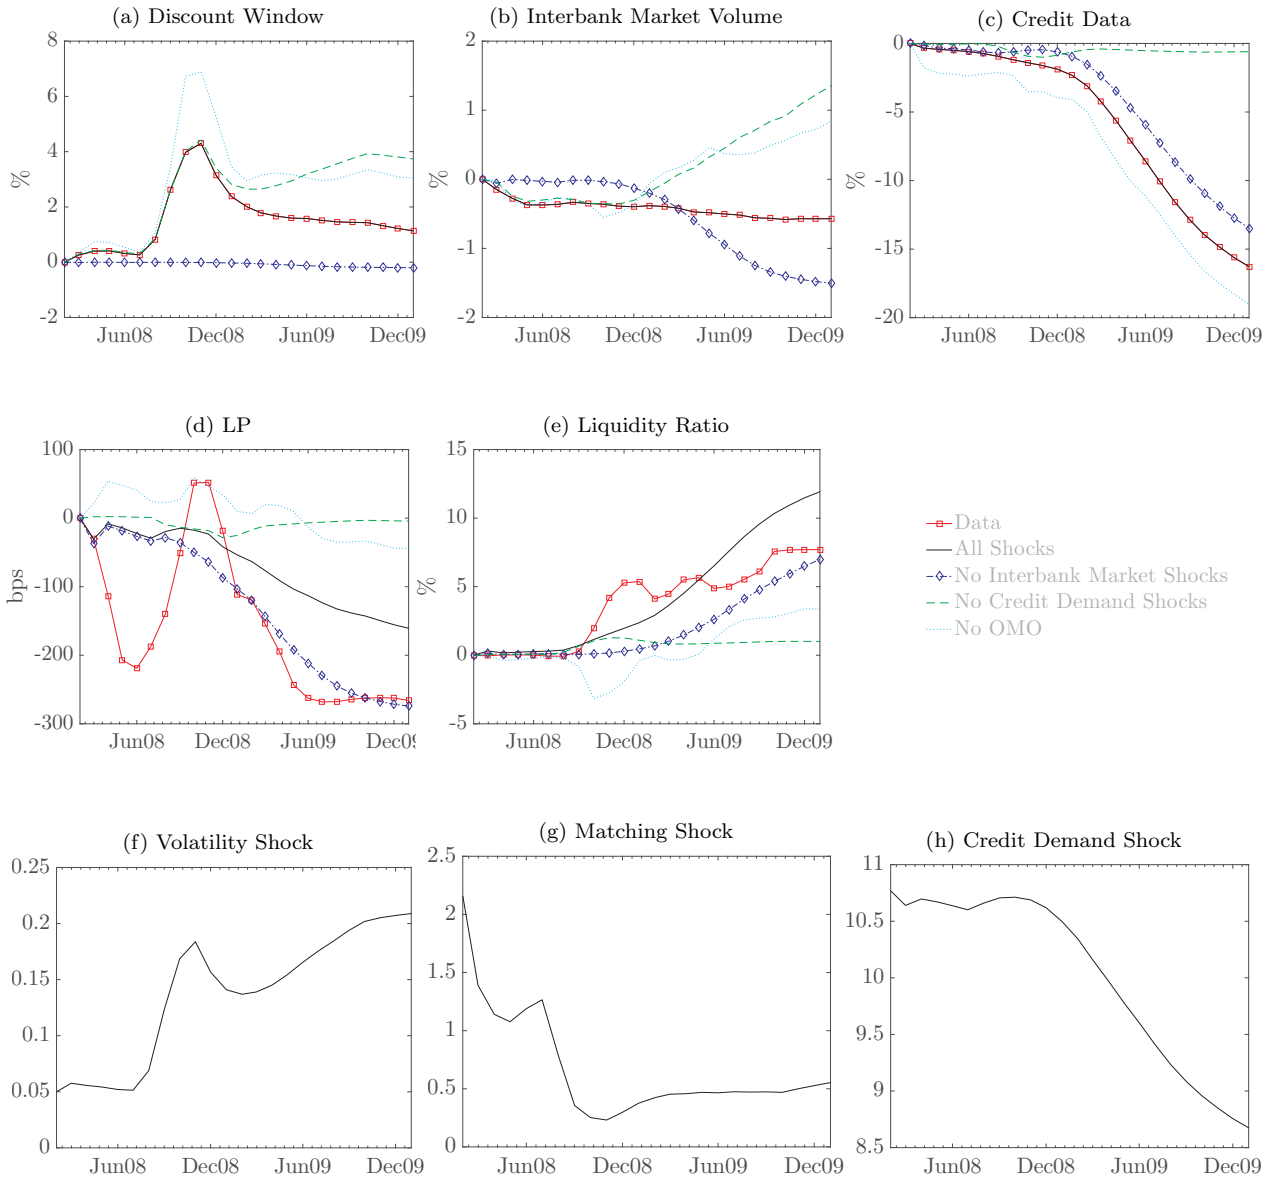 (a) Discount Window
(b) Interbank Market Volume
(c) Credit Data
8
6
4
2
0
-2
%
Jun08 Dec08 Jun09 Dec09
2
1
0
-1
-2
%
Jun08 Dec08 Jun09 Dec09
0
-5
-10
-15
-20
%
Jun08 Dec08 Jun09 Dec09
(d) LP
(e) Liquidity Ratio
100
0
-100
-200
-300
bps
Jun08 Dec08 Jun09 Dec09
15
10
5
0
-5
%
Jun08 Dec08 Jun09 Dec09
Data
All Shocks
No Interbank Market Shocks
No Credit Demand Shocks
No OMO
(f) Volatility Shock
(g) Matching Shock
(h) Credit Demand Shock
0.25
0.2
0.15
0.1
0.05
0
Jun08 Dec08 Jun09 Dec09
2.5
2
1.5
1
0.5
0
Jun08 Dec08 Jun09 Dec09
11
10.5
10
9.5
9
8.5
Jun08 Dec08 Jun09 Dec09